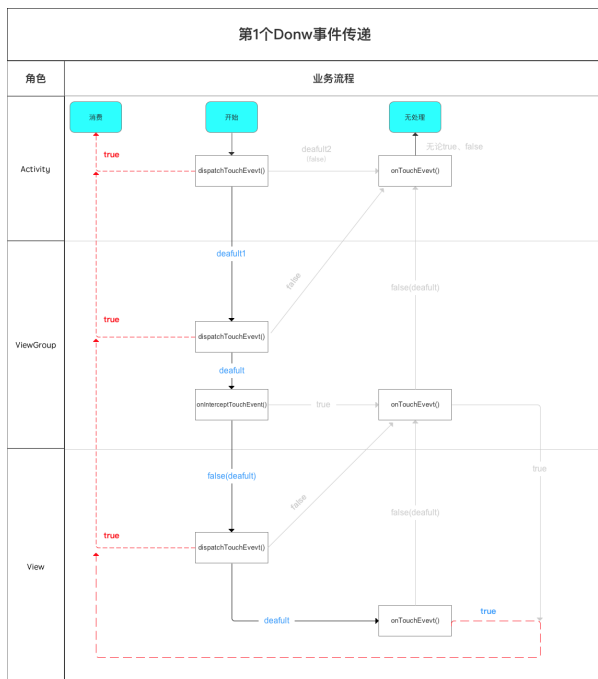 第1个Donw事件传递
角色
业务流程
消费
开始
无处理
true
deafult2
(false)
无论true、false
Activity
dispatchTouchEvevt()
onTouchEvevt()
deafult1
false
false(deafult)
true
ViewGroup
dispatchTouchEvevt()
deafult
onInterceptTouchEvent()
true
onTouchEvevt()
true
false(deafult)
false
false(deafult)
true
dispatchTouchEvevt()
View
deafult
onTouchEvevt()
true